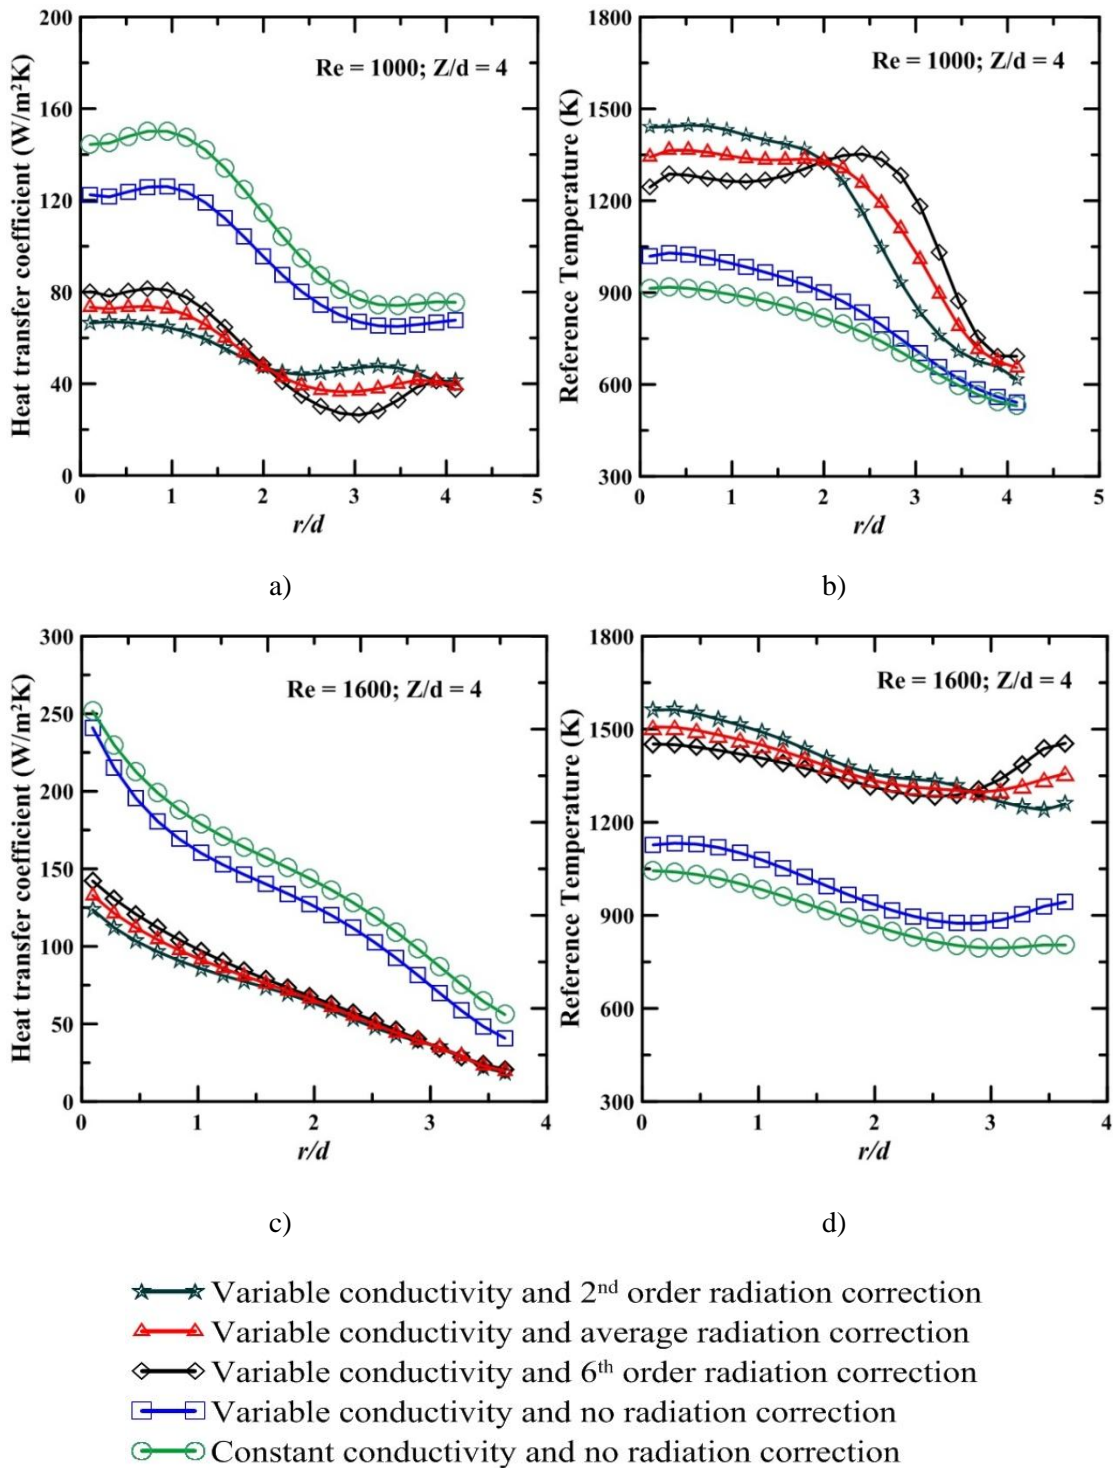 Heat transfer coefficient (W/m²K)
200
160
120
80
40
0
Re = 1000; Z/d = 4
0 1 2 3 4 5
r/d
a)
Reference Temperature (K)
1800
1500
1200
900
600
300
Re = 1000; Z/d = 4
0 1 2 3 4 5
r/d
b)
Heat transfer coefficient (W/m²K)
300
250
200
150
100
50
0
Re = 1600; Z/d = 4
0 1 2 3 4
r/d
c)
Reference Temperature (K)
1800
1500
1200
900
600
300
Re = 1600; Z/d = 4
0 1 2 3 4
r/d
d)
Variable conductivity and 2nd order radiation correction
Variable conductivity and average radiation correction
Variable conductivity and 6th order radiation correction
Variable conductivity and no radiation correction
Constant conductivity and no radiation correction